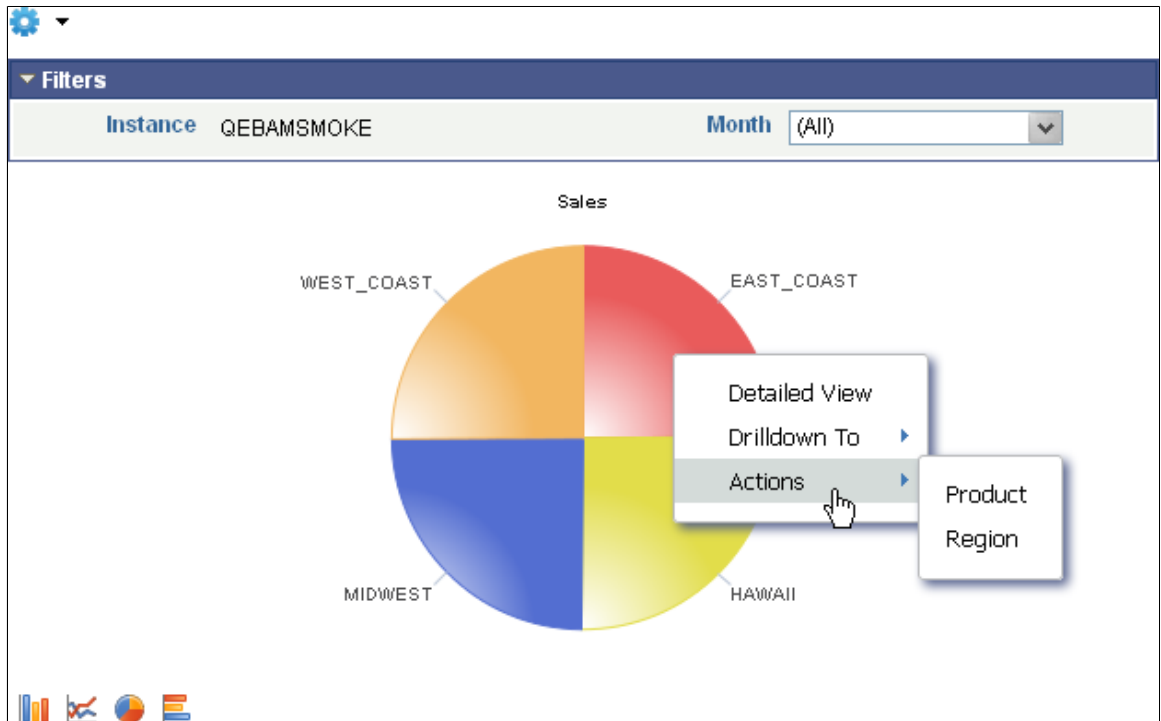 Filters
Instance QEBAMSMOKE Month (All)
Sales
WEST_COAST EAST_COAST
Detailed View
Drilldown To
Actions
Product
Region
MIDWEST HAWAII